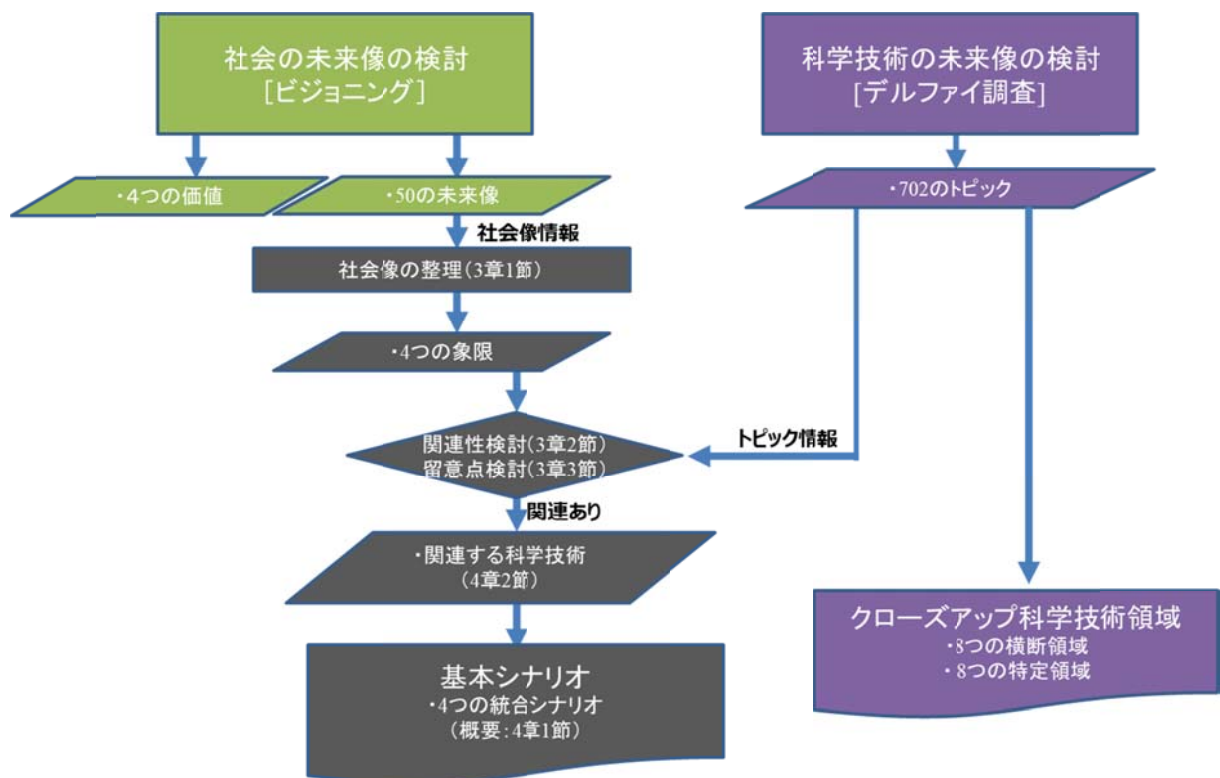 社会の未来像の検討
[ビジョニング]
科学技術の未来像の検討
[デルファイ調査]
・4つの価値
・50の未来像
・702のトピック
社会像情報
社会像の整理(3章1節)
・4つの象限
関連性検討(3章2節)
留意点検討(3章3節)
トピック情報
関連あり
・関連する科学技術
(4章2節)
基本シナリオ
・4つの統合シナリオ
(概要:4章1節)
クローズアップ科学技術領域
・8つの横断領域
・8つの特定領域